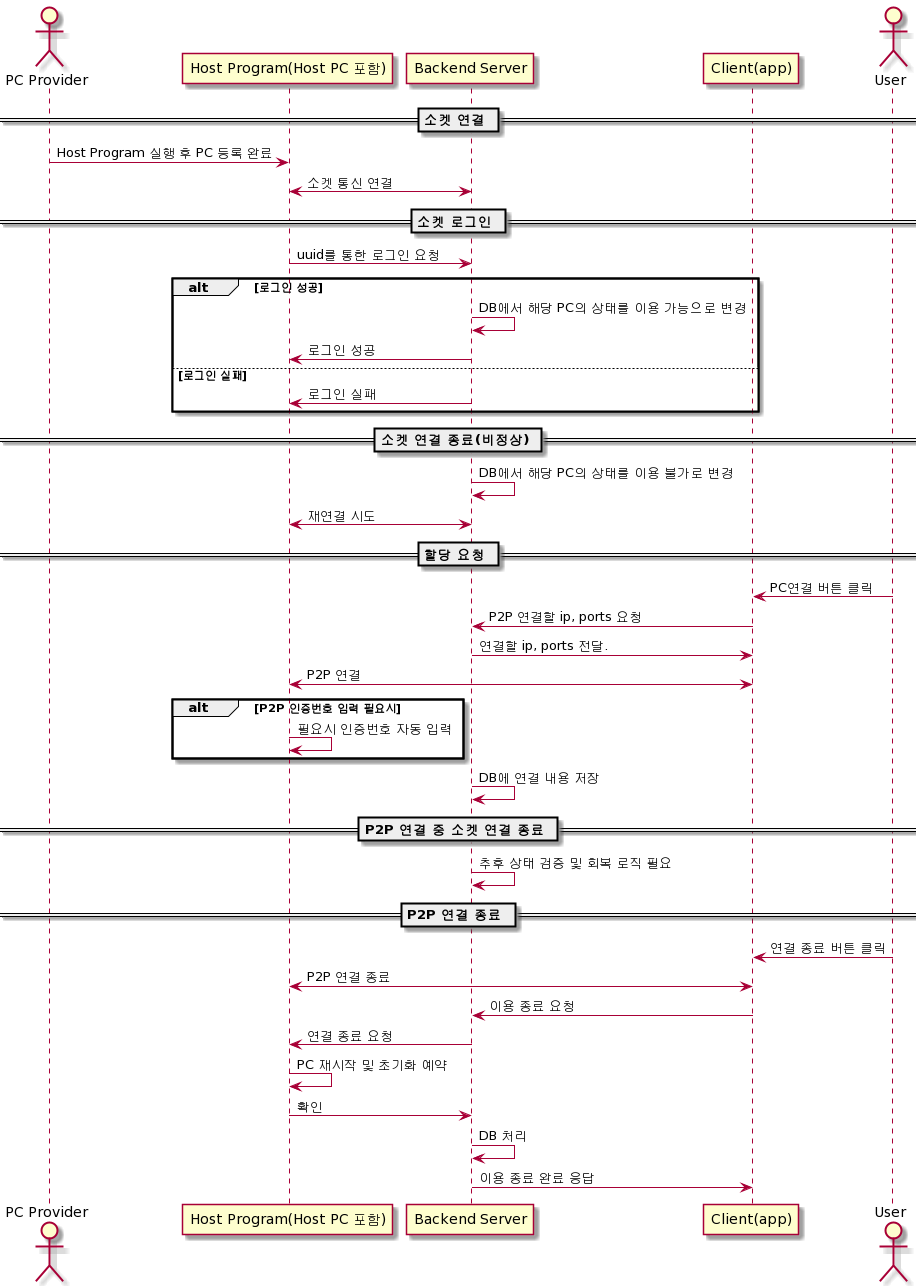 PC Provider
Host Program(Host PC 포함)
Backend Server
Client(app)
User
소켓 연결
Host Program 실행 후 PC 등록 완료
소켓 통신 연결
소켓 로그인
uuid를 통한 로그인 요청
alt
[로그인 성공]
DB에서 해당 PC의 상태를 이용 가능으로 변경
로그인 성공
[로그인 실패]
로그인 실패
소켓 연결 종료(비정상)
DB에서 해당 PC의 상태를 이용 불가로 변경
재연결 시도
할당 요청
PC연결 버튼 클릭
P2P 연결할 ip, ports 요청
연결할 ip, ports 전달.
P2P 연결
alt
[P2P 인증번호 입력 필요시]
필요시 인증번호 자동 입력
DB에 연결 내용 저장
P2P 연결 중 소켓 연결 종료
추후 상태 검증 및 회복 로직 필요
P2P 연결 종료
연결 종료 버튼 클릭
P2P 연결 종료
이용 종료 요청
연결 종료 요청
PC 재시작 및 초기화 예약
확인
DB 처리
이용 종료 완료 응답
PC Provider
Host Program(Host PC 포함)
Backend Server
Client(app)
User